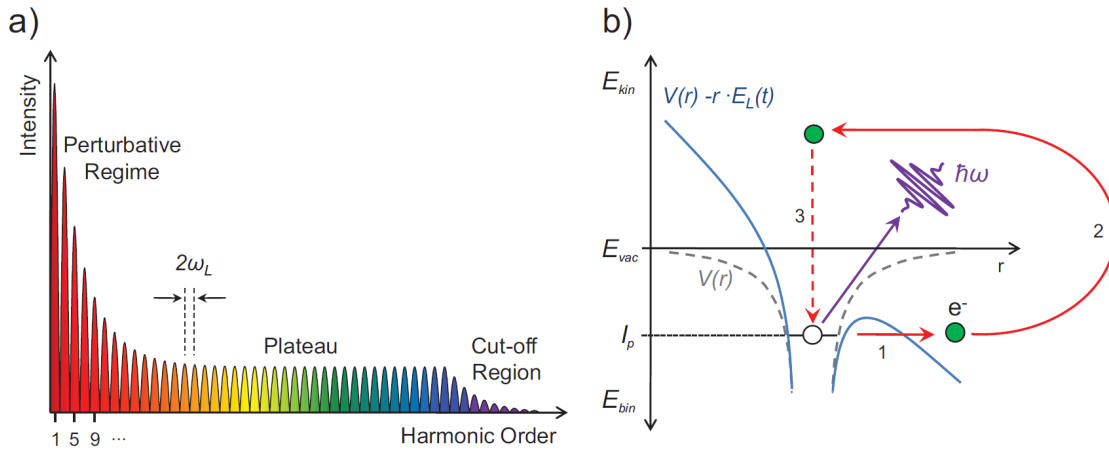 a)
Intensity
Perturbative
Regime
2ω_L
Plateau
Cut-off
Region
1 5 9 ...
Harmonic Order
b)
E_kin
V(r) -r ·E_L(t)
ħω
3
2
E_vac
r
V(r)
e⁻
I_p
1
E_bin